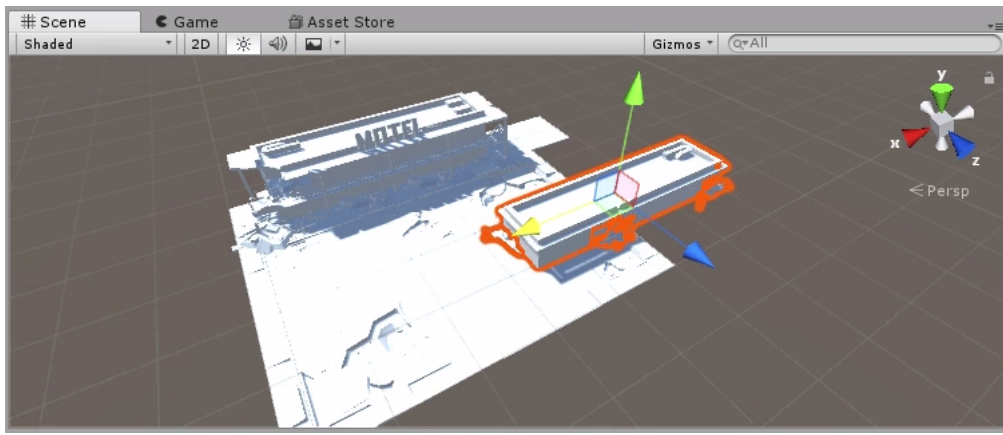 Scene Game Asset Store
Shaded 2D Gizmos All
y
MOTEL
x
z
Persp